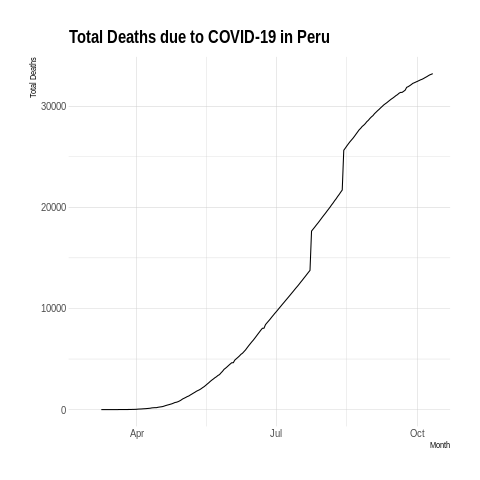 Total Deaths due to COVID-19 in Peru
Total Deaths
30000
20000
10000
0
Apr
Jul
Oct
Month